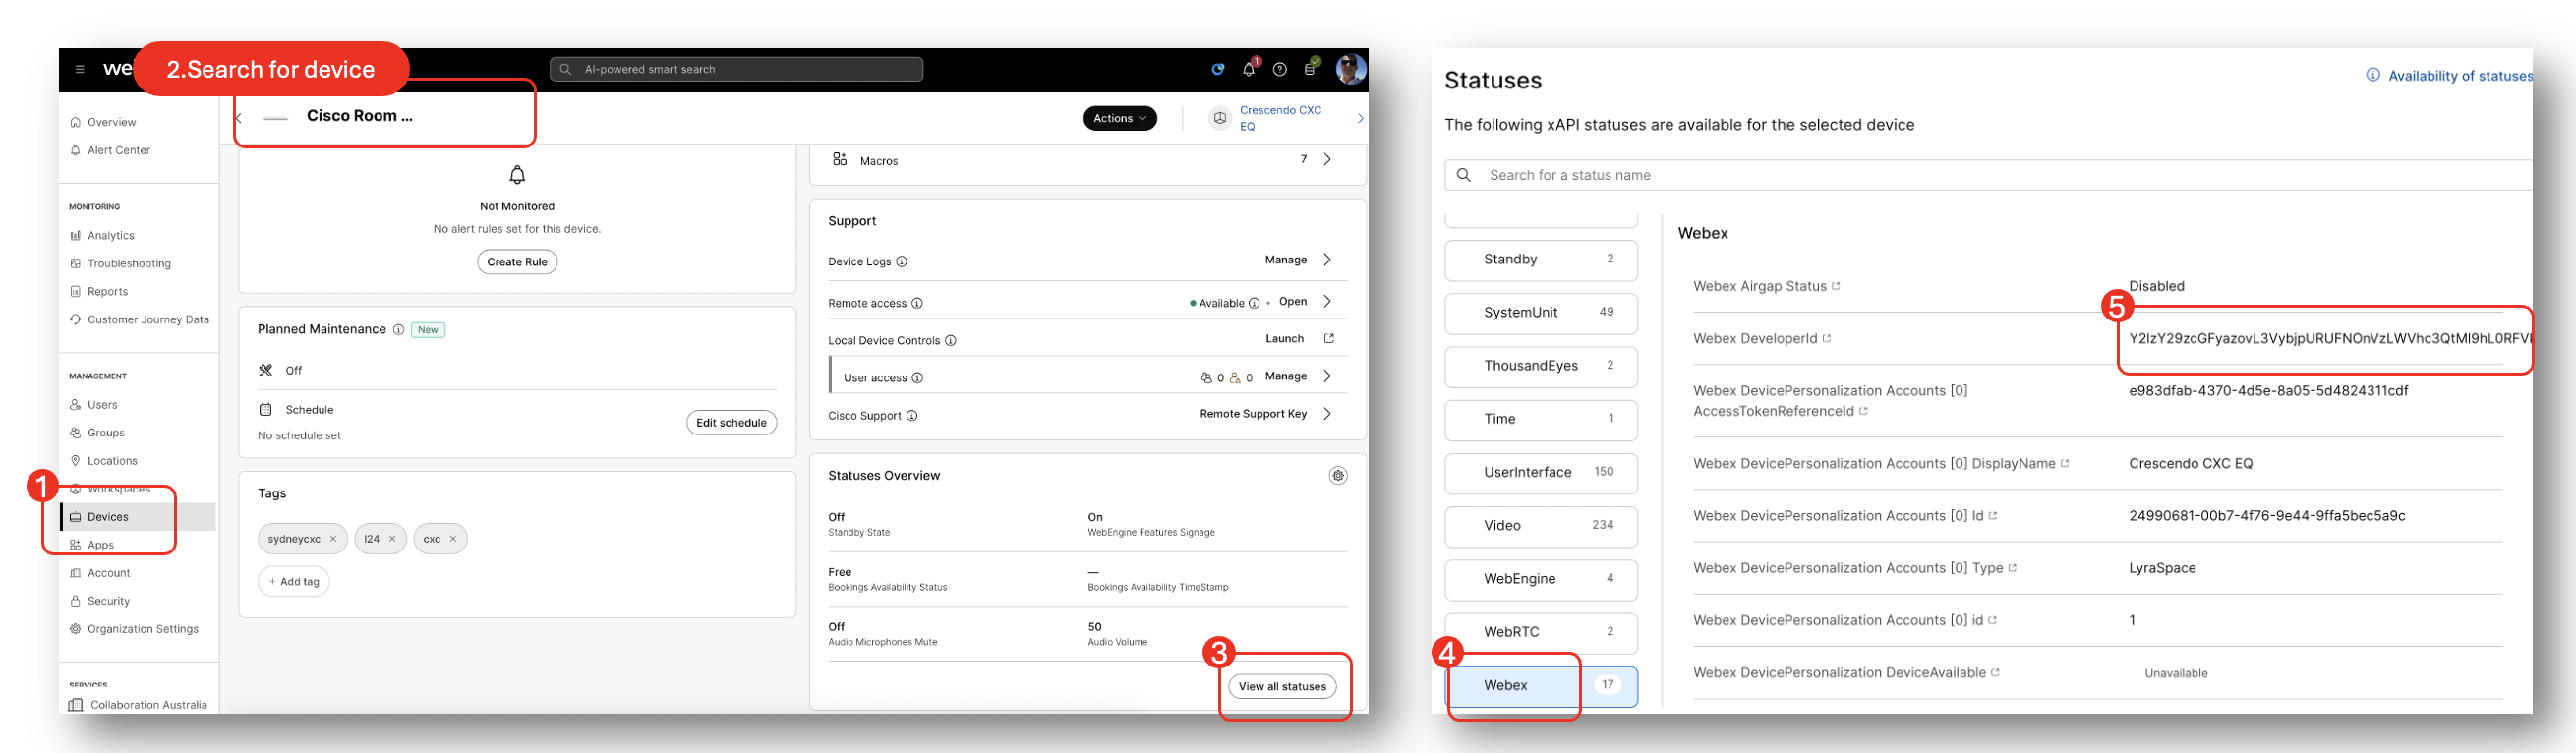 we
2.Search for device
AI-powered smart search
1
Overview
Alert Center
MONITORING
Analytics
Troubleshooting
Reports
Customer Journey Data
MANAGEMENT
Users
Groups
Locations
Workspaces
1
Devices
Apps
Account
Security
Organization Settings
SERVICES
Collaboration Australia
Cisco Room ...
Actions
Crescendo CXC
EQ
Not Monitored
No alert rules set for this device.
Create Rule
Planned Maintenance New
Off
Schedule
No schedule set
Edit schedule
Tags
sydneycxc × l24 × cxc ×
+ Add tag
Macros 7
Support
Device Logs Manage
Remote access Available • Open
Local Device Controls Launch
User access 0 0 Manage
Cisco Support Remote Support Key
Statuses Overview
Off On
Standby State WebEngine Features Signage
Free —
Bookings Availability Status Bookings Availability TimeStamp
Off 50
Audio Microphones Mute Audio Volume
3
View all statuses
Statuses
Availability of statuses
The following xAPI statuses are available for the selected device
Search for a status name
Standby 2
SystemUnit 49
ThousandEyes 2
Time 1
UserInterface 150
Video 234
WebEngine 4
WebRTC 2
4
Webex 17
Webex
Webex Airgap Status Disabled
5
Webex DeveloperId Y2lzY29zcGFyazovL3VybjpURUFNOnVzLWVhc3QtMl9hL0RFVl
Webex DevicePersonalization Accounts [0] e983dfab-4370-4d5e-8a05-5d4824311cdf
AccessTokenReferenceId
Webex DevicePersonalization Accounts [0] DisplayName Crescendo CXC EQ
Webex DevicePersonalization Accounts [0] Id 24990681-00b7-4f76-9e44-9ffa5bec5a9c
Webex DevicePersonalization Accounts [0] Type LyraSpace
Webex DevicePersonalization Accounts [0] id 1
Webex DevicePersonalization DeviceAvailable Unavailable